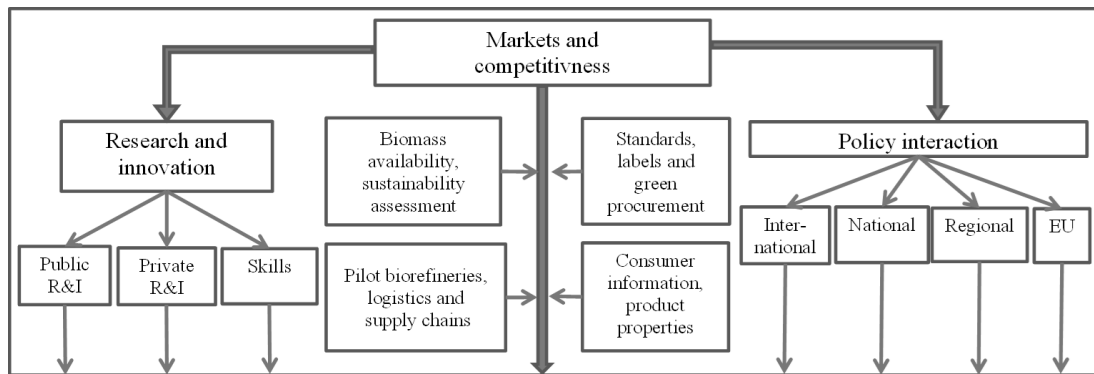 Markets and
competitivness
Research and
innovation
Biomass
availability,
sustainability
assessment
Standards,
labels and
green
procurement
Policy interaction
Public
R&I
Private
R&I
Skills
Pilot biorefineries,
logistics and
supply chains
Consumer
information,
product
properties
Inter-
national
National
Regional
EU